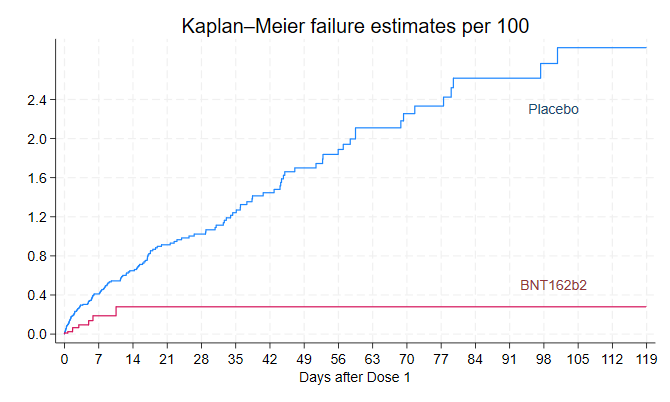 Kaplan–Meier failure estimates per 100
2.4
2.0
1.6
1.2
0.8
0.4
0.0
Placebo
BNT162b2
0 7 14 21 28 35 42 49 56 63 70 77 84 91 98 105 112 119
Days after Dose 1